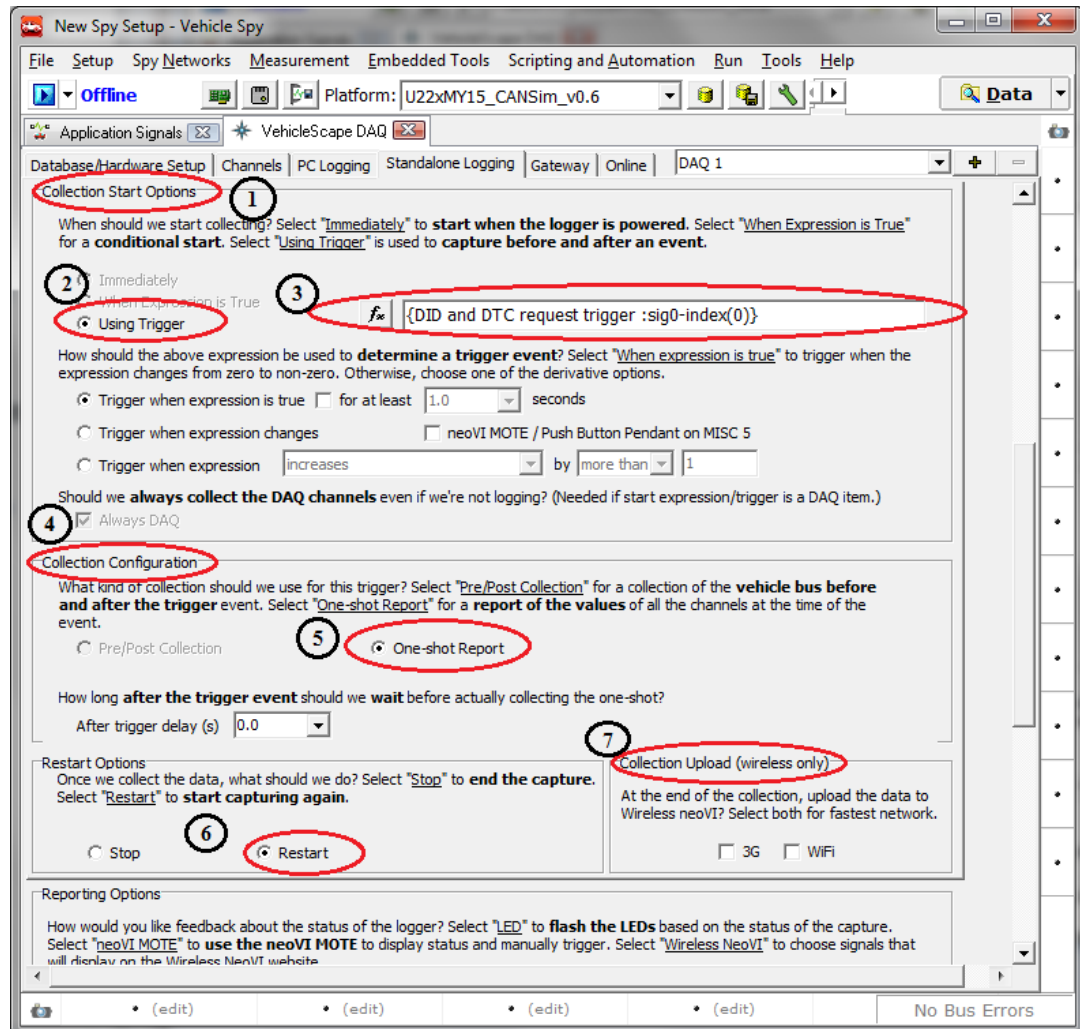 New Spy Setup - Vehicle Spy
File Setup Spy Networks Measurement Embedded Tools Scripting and Automation Run Tools Help
Offline Platform: U22xMY15_CANSim_v0.6 Data
Application Signals VehicleScape DAQ
Database/Hardware Setup Channels PC Logging Standalone Logging Gateway Online DAQ 1
Collection Start Options
1
When should we start collecting? Select "Immediately" to start when the logger is powered. Select "When Expression is True"
for a conditional start. Select "Using Trigger" is used to capture before and after an event.
2 Immediately
When Expression is True 3
Using Trigger fx {DID and DTC request trigger :sig0-index(0)}
How should the above expression be used to determine a trigger event? Select "When expression is true" to trigger when the
expression changes from zero to non-zero. Otherwise, choose one of the derivative options.
Trigger when expression is true for at least 1.0 seconds
Trigger when expression changes neoVI MOTE / Push Button Pendant on MISC 5
Trigger when expression increases by more than 1
Should we always collect the DAQ channels even if we're not logging? (Needed if start expression/trigger is a DAQ item.)
4 Always DAQ
Collection Configuration
What kind of collection should we use for this trigger? Select "Pre/Post Collection" for a collection of the vehicle bus before
and after the trigger event. Select "One-shot Report" for a report of the values of all the channels at the time of the
event.
Pre/Post Collection 5 One-shot Report
How long after the trigger event should we wait before actually collecting the one-shot?
After trigger delay (s) 0.0
7
Restart Options
Once we collect the data, what should we do? Select "Stop" to end the capture.
Select "Restart" to start capturing again.
6
Stop Restart
Collection Upload (wireless only)
At the end of the collection, upload the data to
Wireless neoVI? Select both for fastest network.
3G WiFi
Reporting Options
How would you like feedback about the status of the logger? Select "LED" to flash the LEDs based on the status of the capture.
Select "neoVI MOTE" to use the neoVI MOTE to display status and manually trigger. Select "Wireless NeoVI" to choose signals that
will display on the Wireless NeoVI website.
(edit) (edit) (edit) (edit) No Bus Errors